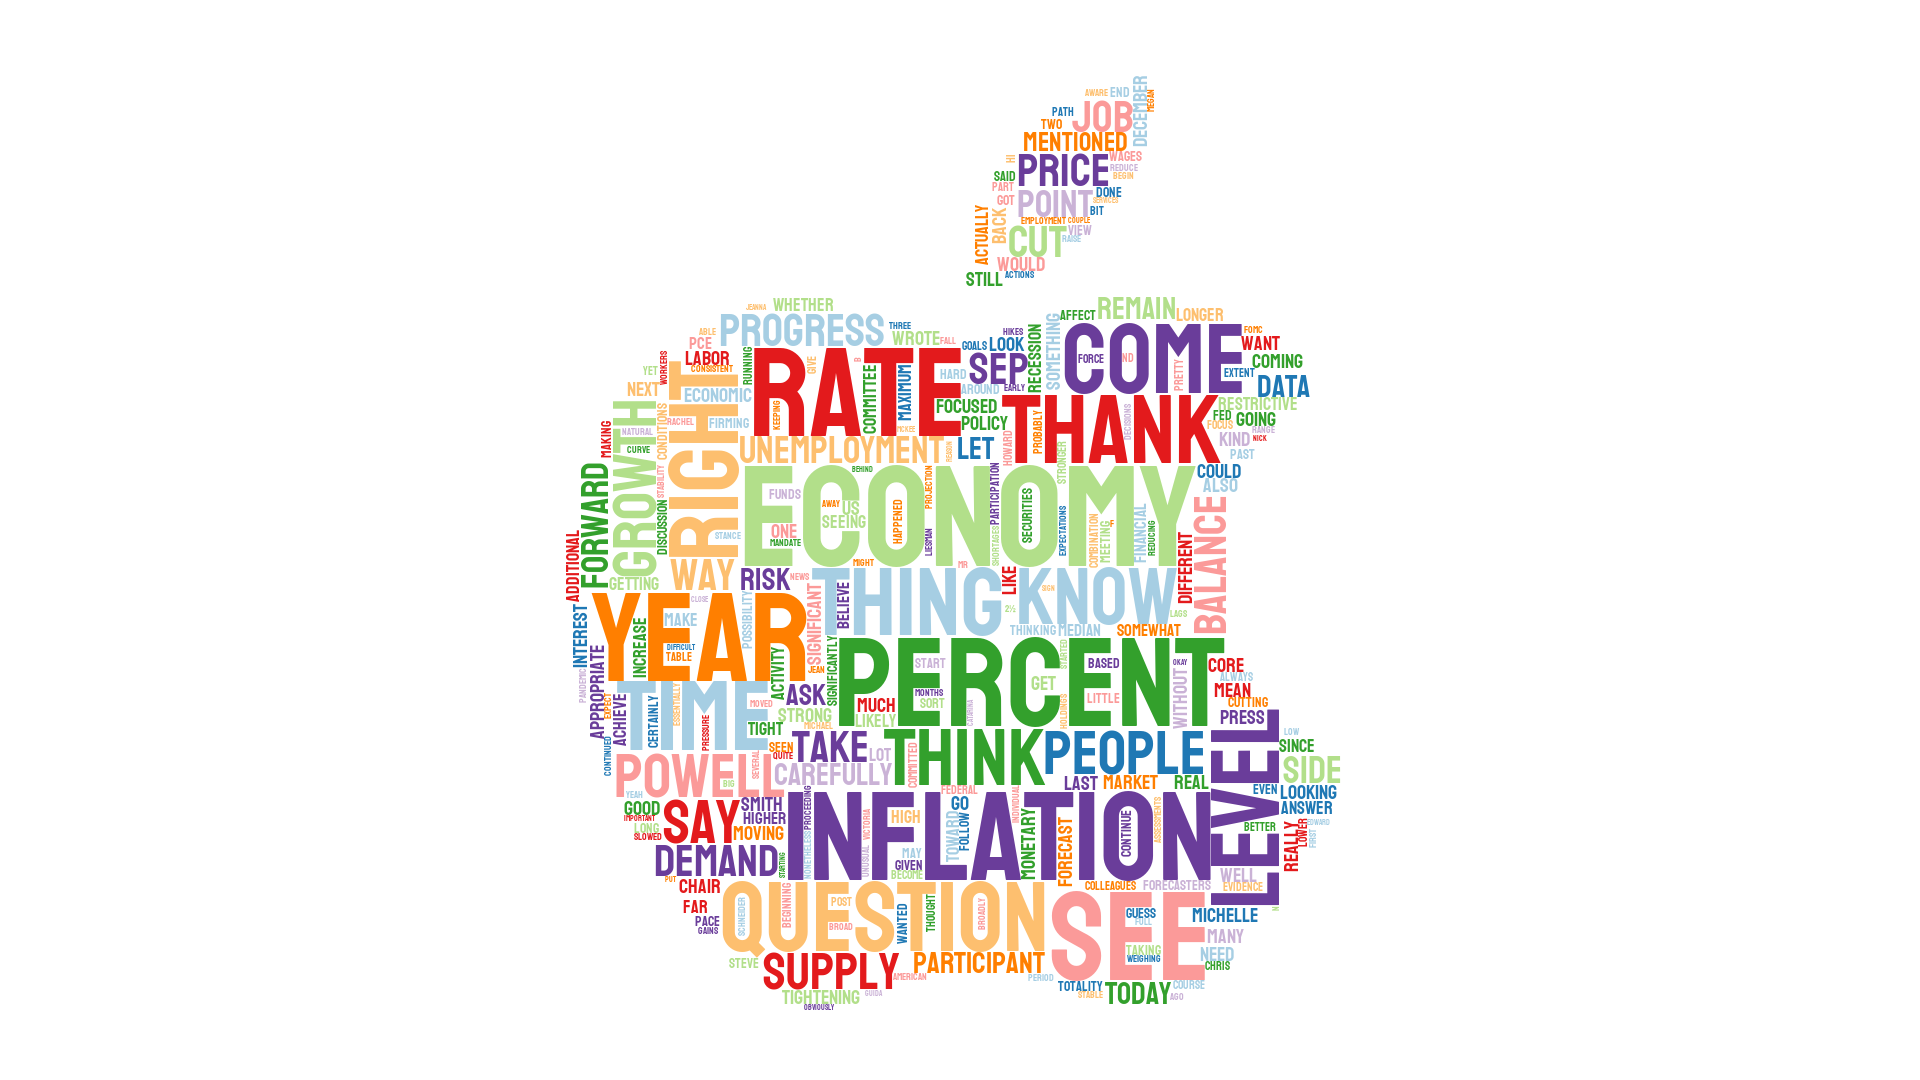 AWARE
END
DECEMBER
MEGAN
PATH
JOB
TWO
MENTIONED
HI
PRICE
WAGES
REDUCE
BEGIN
SAID
PART
GOT
POINT
DONE
SERVICES
BIT
ACTUALLY
BACK
EMPLOYMENT
COUPLE
CUT
VIEW
RAISE
WOULD
STILL
ACTIONS
JEANNA
WHETHER
ABLE
PROGRESS
THREE
WROTE
FALL
GOALS
LOOK
HIKES
RECESSION
SOMETHING
AFFECT
REMAIN
LONGER
COME
FOMC
WANT
COMING
FORCE
ND
PRETTY
EXTENT
DATA
PCE
LABOR
CONSISTENT
WORKERS
YET
NEXT
RUNNING
RATE
GIVE
COMMITTEE
MAXIMUM
HARD
SEP
AROUND
EARLY
ECONOMIC
RIGHT
GROWTH
NATURAL
CURVE
CONDITIONS
RACHEL
FIRMING
KEEPING
MCKEE
FOCUSED
POLICY
THANK
PROBABLY
DECISIONS
RESTRICTIVE
FED
GOING
FOCUS
RANGE
KIND
NICK
PAST
MAKING
UNEMPLOYMENT
REASON
LET
HOWARD
STRONGER
COULD
ALSO
FORWARD
STABILITY
DISCUSSION
STANCE
ECONOMY
BEHIND
FUNDS
AWAY
US
SEEING
ONE
MANDATE
HAPPENED
PROJECTION
LIESMAN
PARTICIPATION
SHORTAGES
SECURITIES
EXPECTATIONS
COMBINATION
MEETING
FINANCIAL
REDUCING
DIFFERENT
BALANCE
ADDITIONAL
GETTING
WAY
RISK
NEWS
MIGHT
MR
LIKE
THING
KNOW
SIGN
2½
LAGS
YEAR
CLOSE
MAKE
DIFFICULT
TABLE
INCREASE
POSSIBILITY
SIGNIFICANT
BELIEVE
THINKING
MEDIAN
SOMEWHAT
INTEREST
APPROPRIATE
PANDEMIC
EXPECT
ACHIEVE
CONTINUED
ACTIVITY
JEAN
SIGNIFICANTLY
PERCENT
START
MONTHS
SORT
CATARINA
GET
STARTED
HOLDINGS
BASED
LITTLE
OKAY
WITHOUT
CORE
ALWAYS
MEAN
CUTTING
PRESS
TIME
CERTAINLY
ESSENTIALLY
PRESSURE
MOVED
ASK
STRONG
MICHAEL
TIGHT
MUCH
LIKELY
SEEN
QUITE
TAKE
LOT
THINK
PEOPLE
LEVEL
LOW
SINCE
SIDE
POWELL
BIG
SEVERAL
CAREFULLY
COMMITTED
FEDERAL
LAST
MARKET
REAL
EVEN
LOOKING
ANSWER
YEAH
GOOD
IMPORTANT
LONG
SLOWED
SAY
SMITH
HIGHER
MOVING
PROCEEDING
INFLATION
NONETHELESS
UNUSUAL
VICTORIA
HIGH
MAY
GIVEN
BECOME
GO
TOWARD
FOLLOW
INDIVIDUAL
MONETARY
FORECAST
CONTINUE
ASSESSMENTS
BETTER
REALLY
LOWER
EDWARD
FIRST
DEMAND
STARTING
PUT
CHAIR
FAR
PACE
GAINS
QUESTION
SCHNEIDER
BEGINNING
POST
BROAD
WANTED
THOUGHT
BROADLY
SEE
COLLEAGUES
FORECASTERS
WELL
EVIDENCE
GUESS
FULL
MICHELLE
MANY
TAKING
WEIGHING
NEED
CHRIS
STEVE
SUPPLY
PARTICIPANT
AMERICAN
PERIOD
TOTALITY
STABLE
TODAY
COURSE
AGO
TIGHTENING
GUIDA
OBVIOUSLY